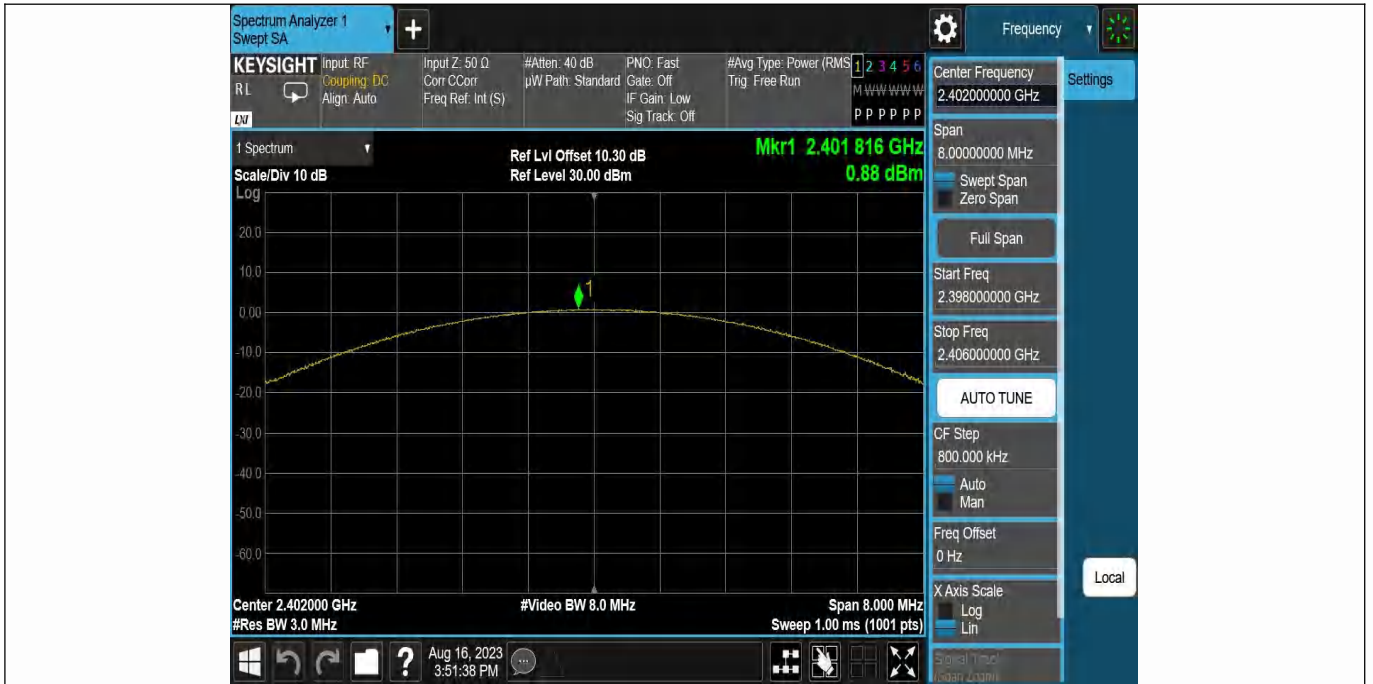 Spectrum Analyzer 1
Swept SA
+
Frequency
KEYSIGHT
RL
LXI
Input: RF
Coupling: DC
Align: Auto
Input Z: 50 Ω
Corr CCorr
Freq Ref: Int (S)
#Atten: 40 dB
µW Path: Standard
PNO: Fast
Gate: Off
IF Gain: Low
Sig Track: Off
#Avg Type: Power (RMS
Trig: Free Run
1 2 3 4 5 6
M W W W W W
P P P P P P
Center Frequency
2.402000000 GHz
Settings
Span
8.00000000 MHz
Swept Span
Zero Span
Full Span
Start Freq
2.398000000 GHz
Stop Freq
2.406000000 GHz
AUTO TUNE
CF Step
800.000 kHz
Auto
Man
Freq Offset
0 Hz
X Axis Scale
Log
Lin
Signal Track
(Span Zoom)
Local
1 Spectrum
Scale/Div 10 dB
Log
Ref Lvl Offset 10.30 dB
Ref Level 30.00 dBm
Mkr1 2.401 816 GHz
0.88 dBm
20.0
10.0
0.00
-10.0
-20.0
-30.0
-40.0
-50.0
-60.0
1
Center 2.402000 GHz
#Res BW 3.0 MHz
#Video BW 8.0 MHz
Span 8.000 MHz
Sweep 1.00 ms (1001 pts)
?
Aug 16, 2023
3:51:38 PM